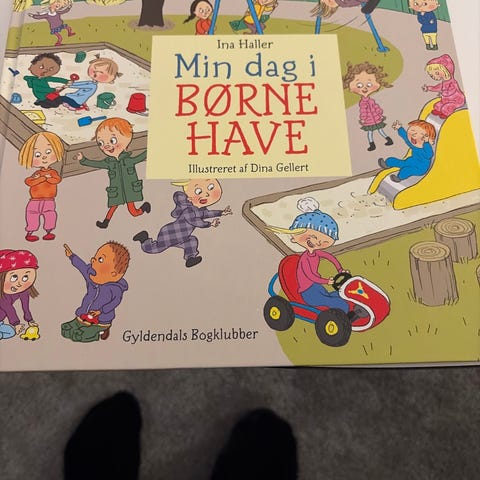 Ina Haller
Min dag i
BØRNE
HAVE
Illustreret af Dina Gellert
Gyldendals Bogklubber